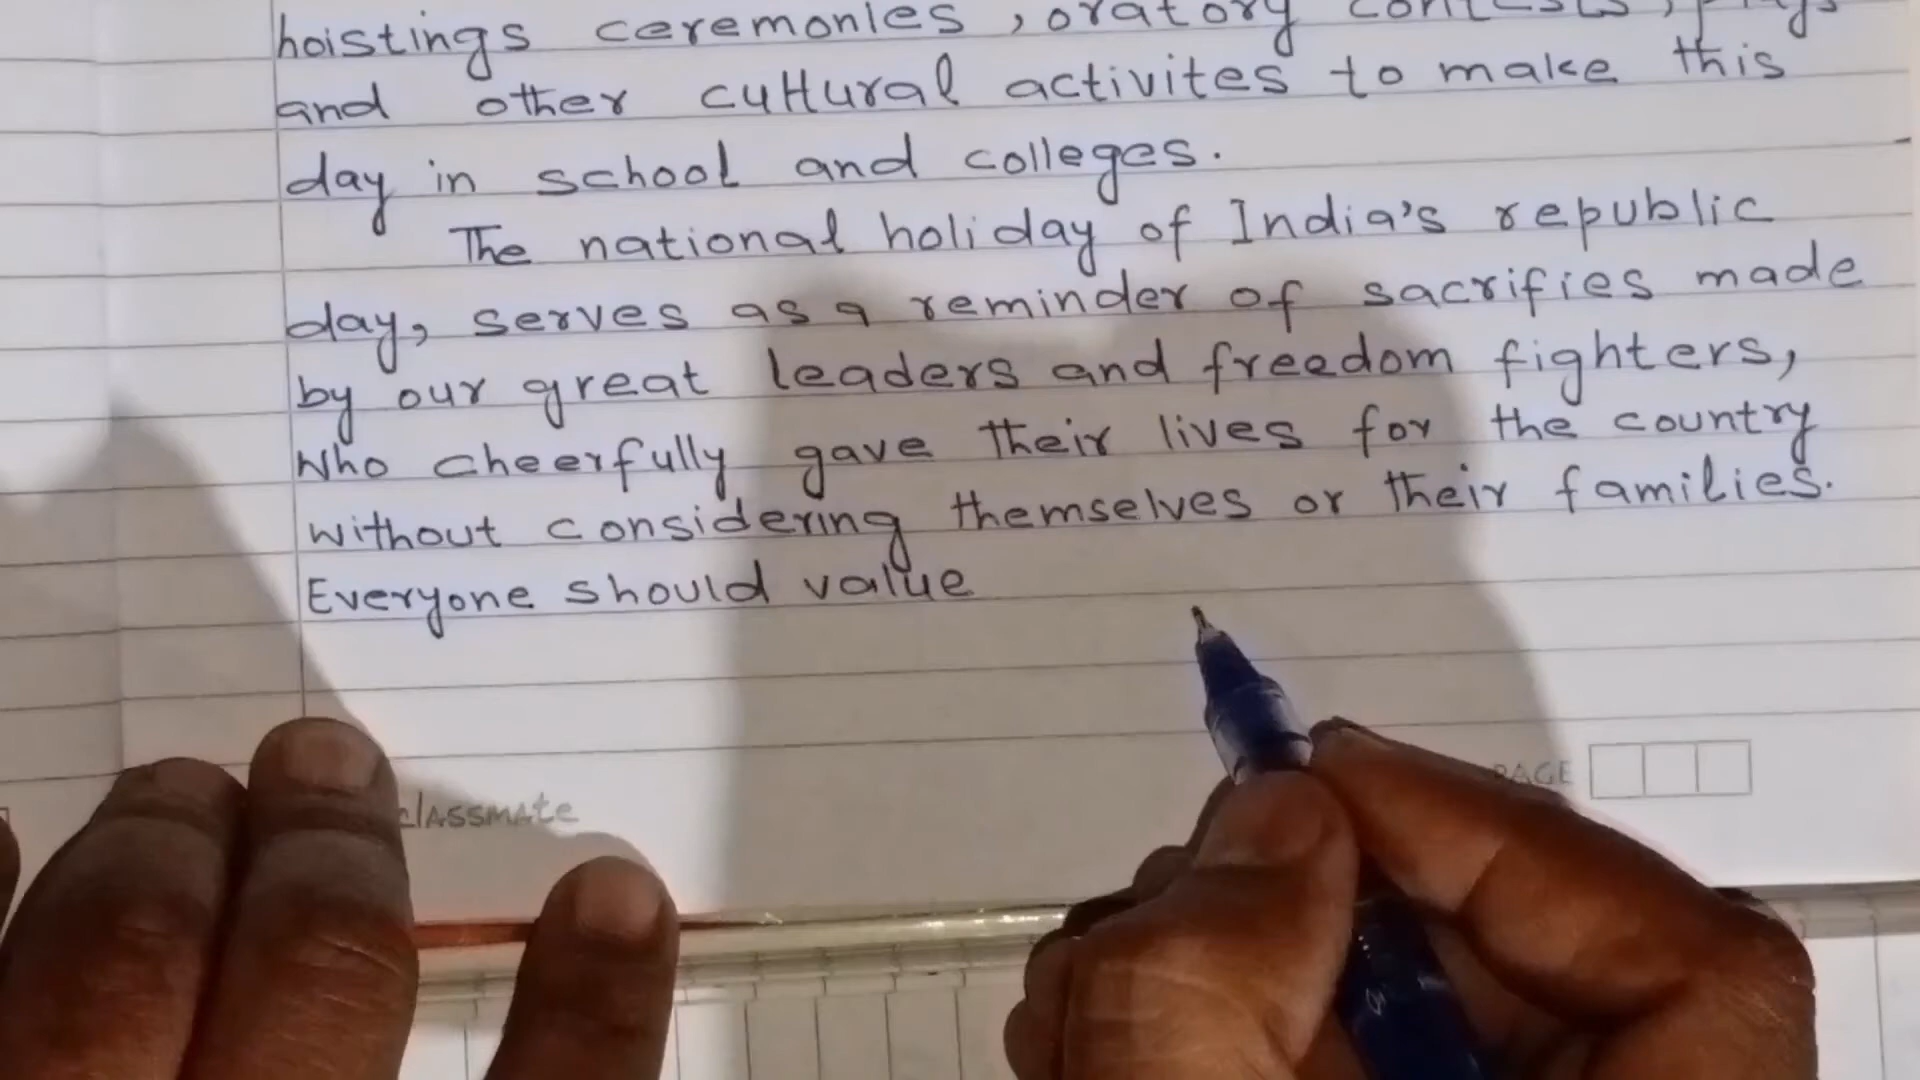 hoistings ceremonies , oratory contests, plays
and other cultural activites to make this
day in school and colleges.
The national holiday of India's republic
day, serves as a reminder of sacrifies made
by our great leaders and freedom fighters,
Who cheerfully gave their lives for the country
without considering themselves or their families.
Everyone should value
classmate
PAGE